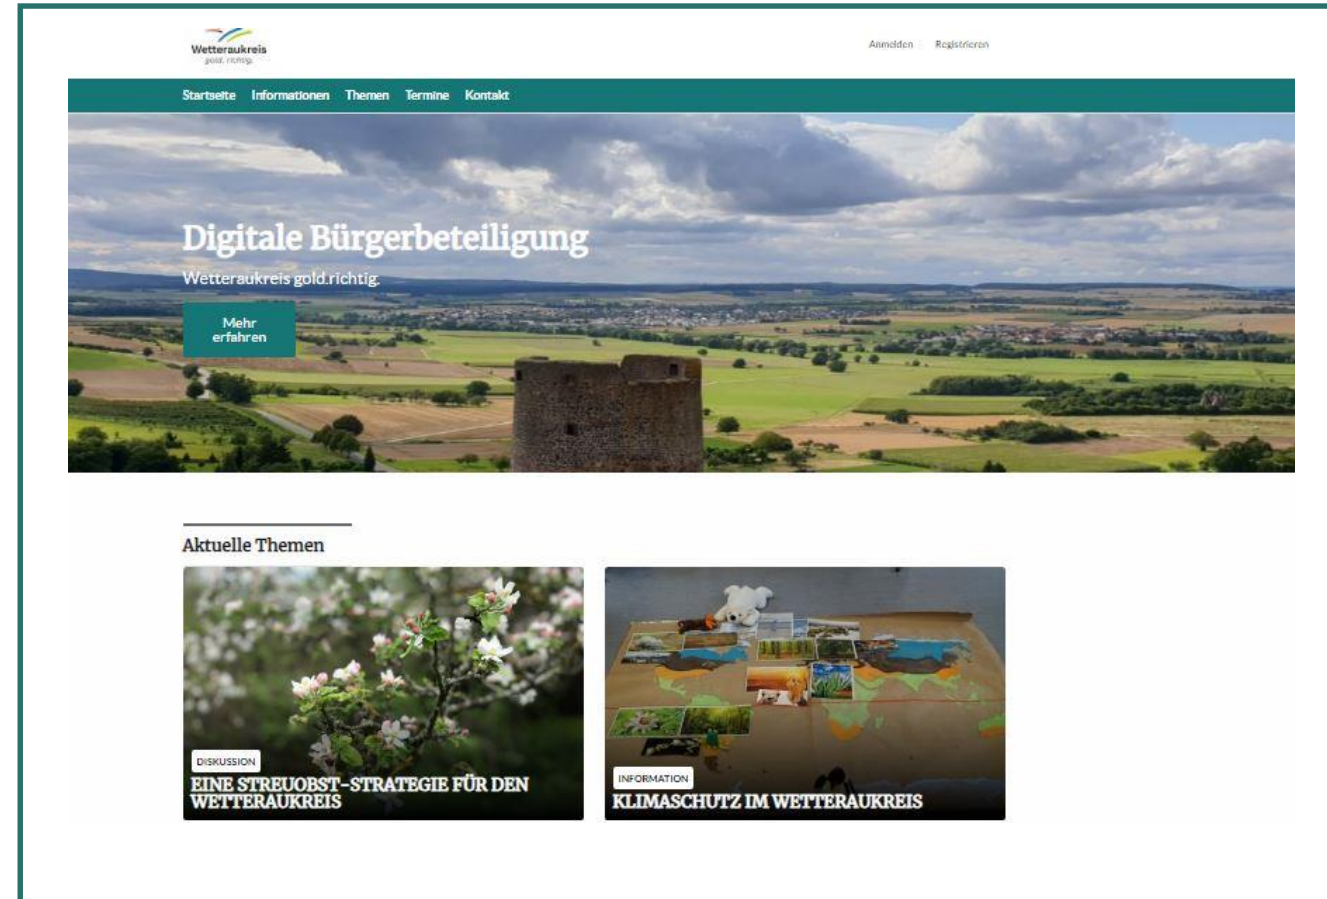 Wetteraukreis
gold. richtig.
Anmelden Registrieren
Startseite Informationen Themen Termine Kontakt
Digitale Bürgerbeteiligung
Wetteraukreis gold.richtig.
Mehr
erfahren
Aktuelle Themen
DISKUSSION
EINE STREUOBST-STRATEGIE FÜR DEN
WETTERAUKREIS
INFORMATION
KLIMASCHUTZ IM WETTERAUKREIS